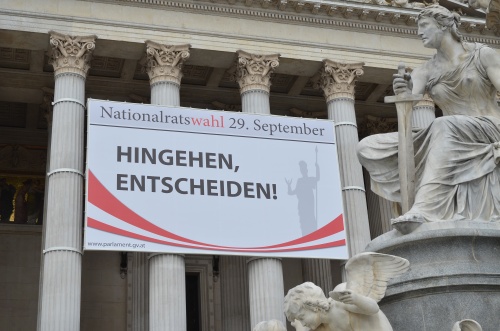 Nationalratswahl 29. September
HINGEHEN,
ENTSCHEIDEN!
www.parlament.gv.at